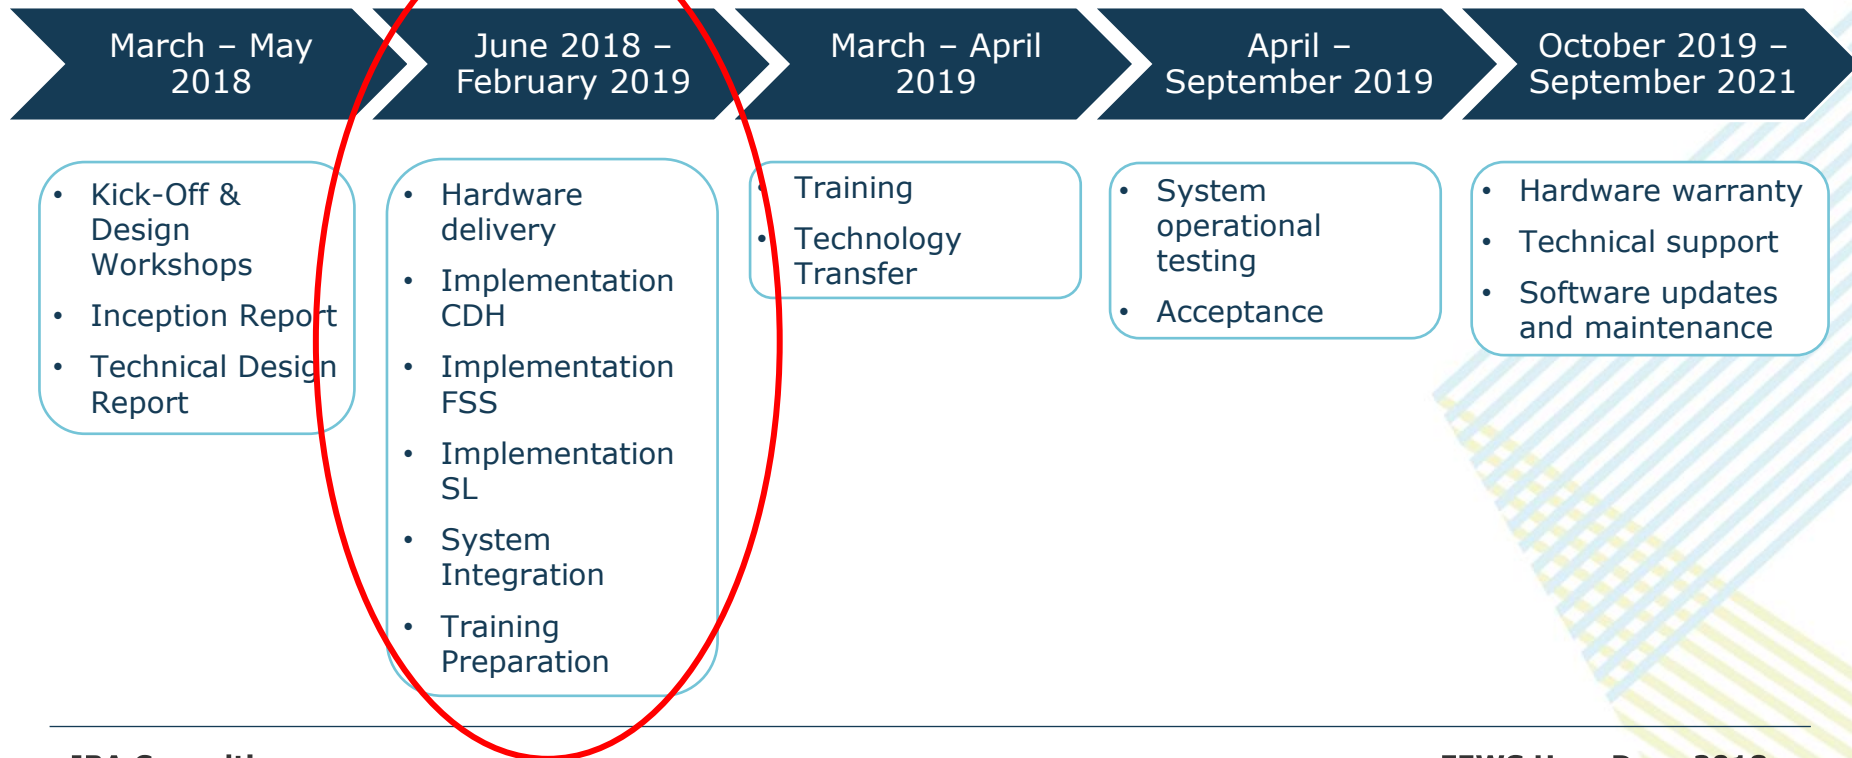 March – May
2018
June 2018 –
February 2019
March – April
2019
April –
September 2019
October 2019 –
September 2021
• Kick-Off &
Design
Workshops
• Inception Report
• Technical Design
Report
• Hardware
delivery
• Implementation
CDH
• Implementation
FSS
• Implementation
SL
• System
Integration
• Training
Preparation
• Training
• Technology
Transfer
• System
operational
testing
• Acceptance
• Hardware warranty
• Technical support
• Software updates
and maintenance